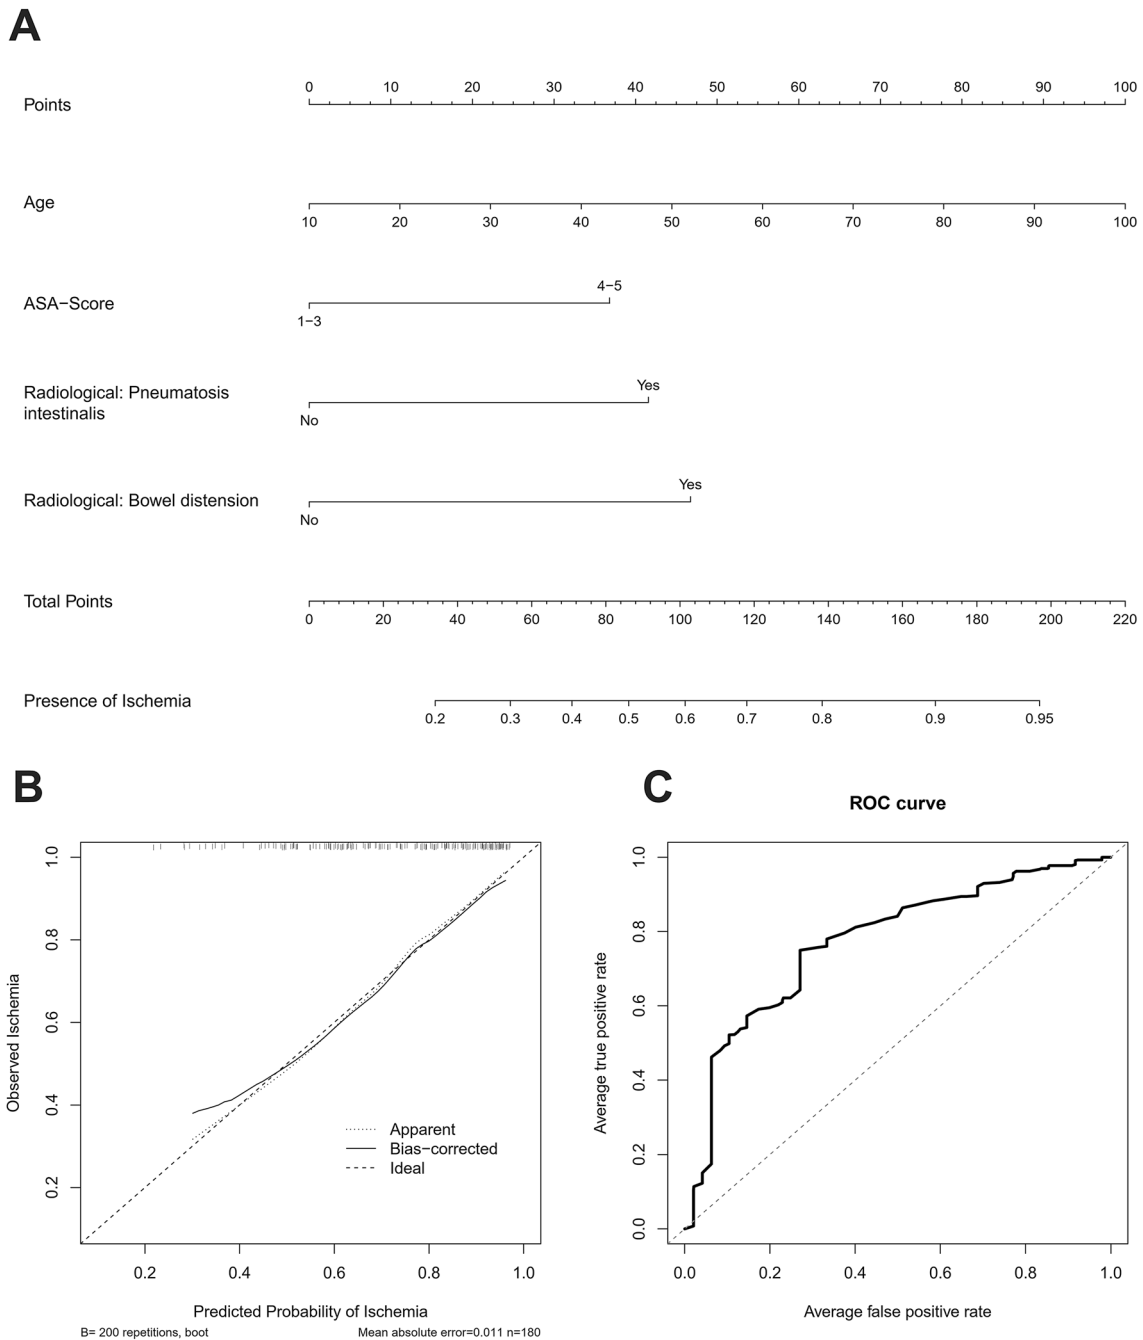 A
Points
0 10 20 30 40 50 60 70 80 90 100
Age
10 20 30 40 50 60 70 80 90 100
ASA−Score
4−5
1−3
Radiological: Pneumatosis
intestinalis
Yes
No
Radiological: Bowel distension
Yes
No
Total Points
0 20 40 60 80 100 120 140 160 180 200 220
Presence of Ischemia
0.2 0.3 0.4 0.5 0.6 0.7 0.8 0.9 0.95
B
Observed Ischemia
1.0
0.8
0.6
0.4
0.2
Apparent
Bias−corrected
Ideal
0.2 0.4 0.6 0.8 1.0
Predicted Probability of Ischemia
B= 200 repetitions, boot
Mean absolute error=0.011 n=180
C
ROC curve
Average true positive rate
1.0
0.8
0.6
0.4
0.2
0.0
0.0 0.2 0.4 0.6 0.8 1.0
Average false positive rate